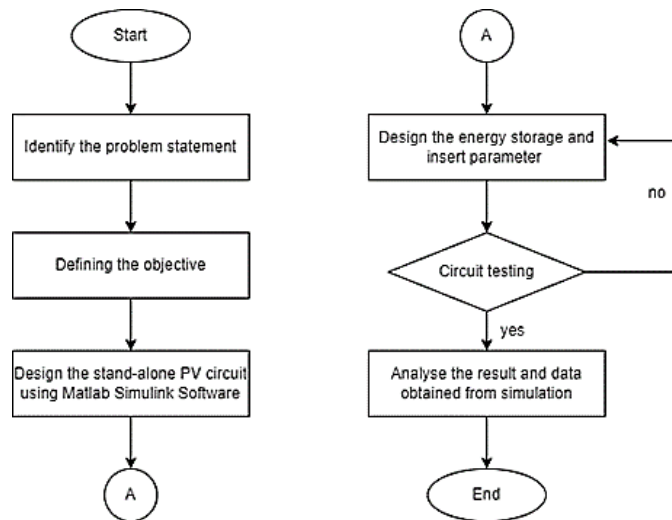 Start
Identify the problem statement
Defining the objective
Design the stand-alone PV circuit
using Matlab Simulink Software
A
A
Design the energy storage and
insert parameter
no
Circuit testing
yes
Analyse the result and data
obtained from simulation
End